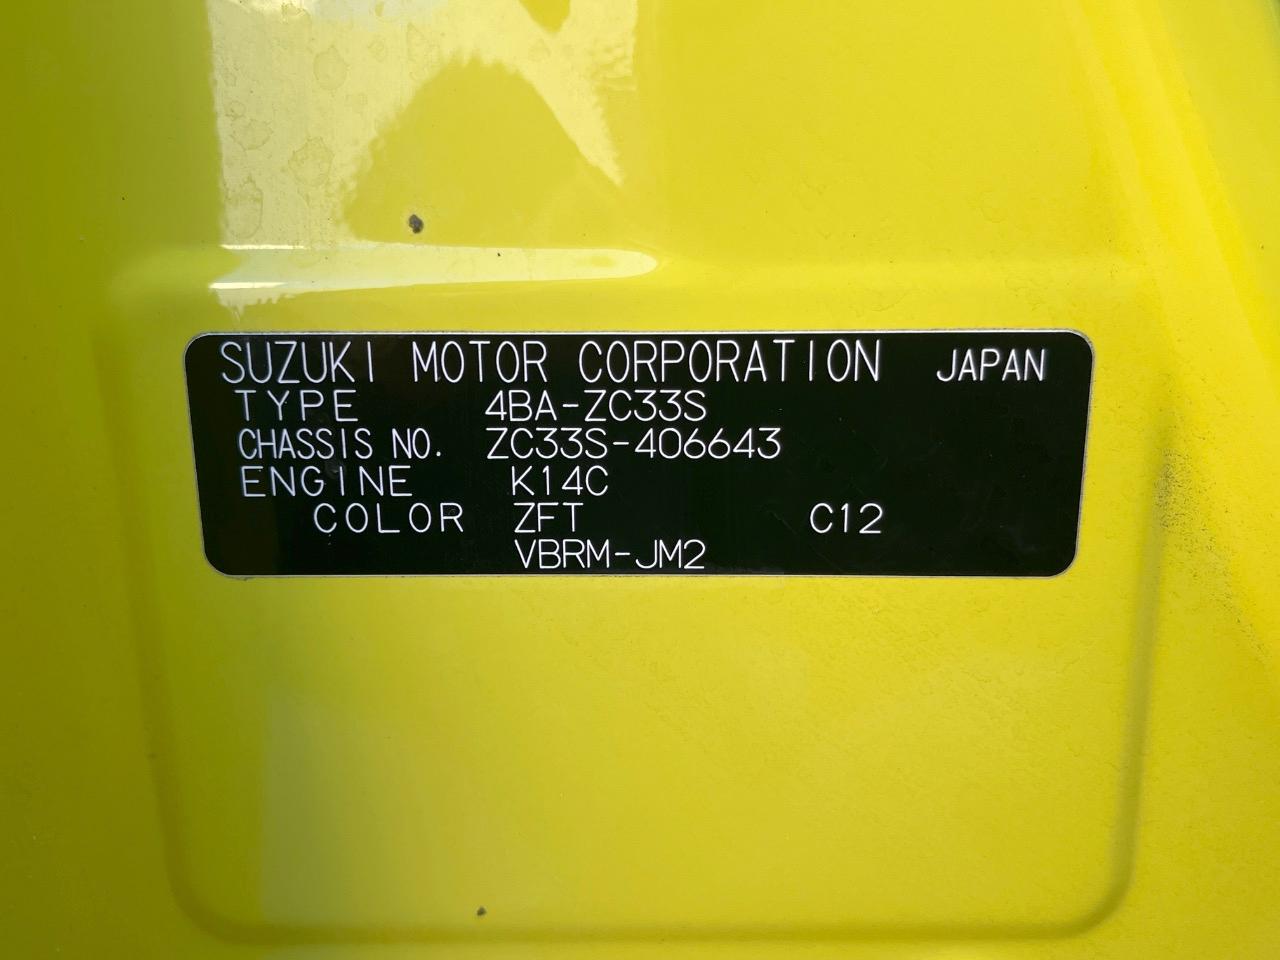 SUZUKI MOTOR CORPORATION JAPAN
TYPE 4BA-ZC33S
CHASSIS NO. ZC33S-406643
ENGINE K14C
COLOR ZFT C12
VBRM-JM2